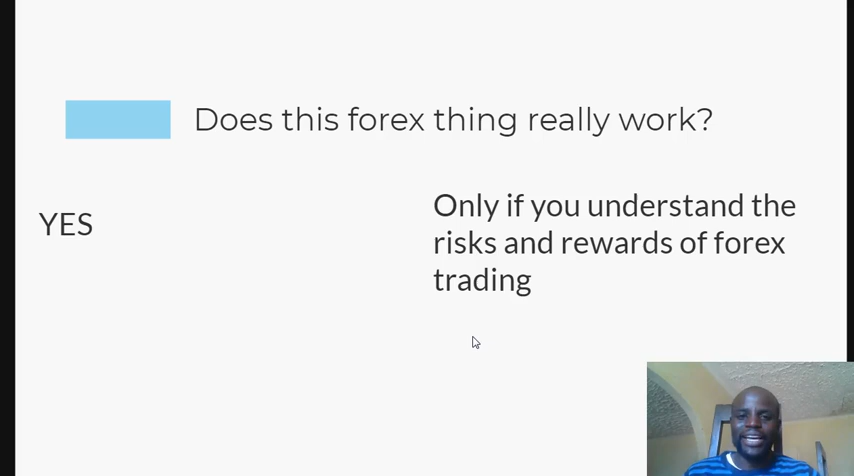 Does this forex thing really work?
YES
Only if you understand the
risks and rewards of forex
trading